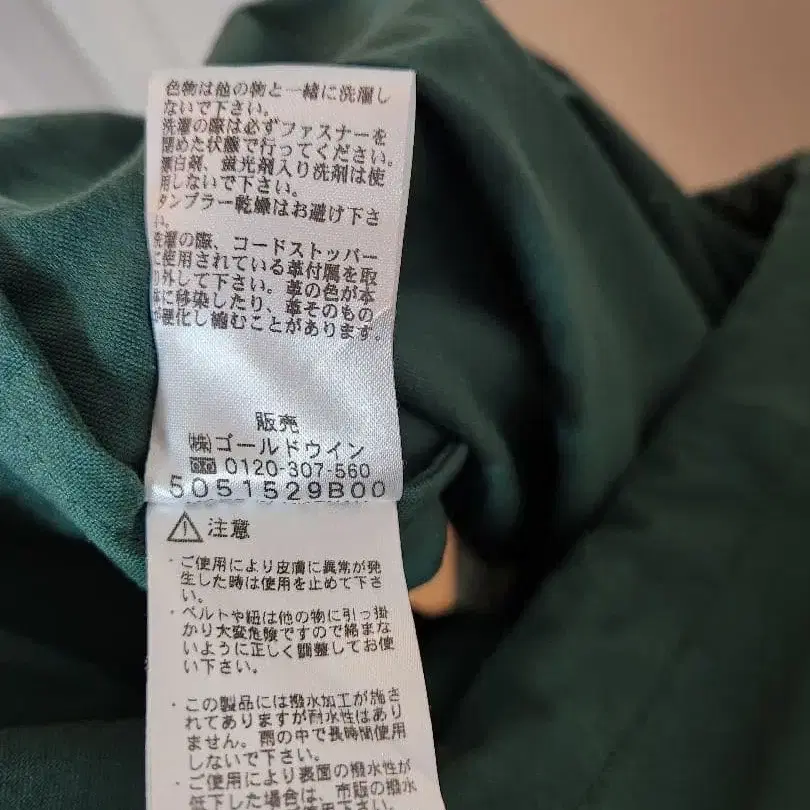 色物は他の物と一緒に洗濯し
ないで下さい。
洗濯の際は必ずファスナーを
閉めた状態で行ってください。
漂白剤、蛍光剤入り洗剤は使
用しないで下さい。
タンブラー乾燥はお避け下さ
い。
洗濯の際、コードストッパー
に使用されている革付属を取
り外して下さい。革の色が本
体に移染したり、革そのもの
が硬化し縮むことがあります。
販売
㈱ゴールドウイン
0120-307-560
5051529B00
注意
・ご使用により皮膚に異常が発
生した時は使用を止めて下さ
い。
・ベルトや紐は他の物に引っ掛
かり大変危険ですので絡まな
いように正しく調整してお使
い下さい。
・この製品には撥水加工が施さ
れてありますが耐水性はあり
ません。雨の中で長時間使用
しないで下さい。
・ご使用により表面の撥水性が
低下した場合は、市販の撥水